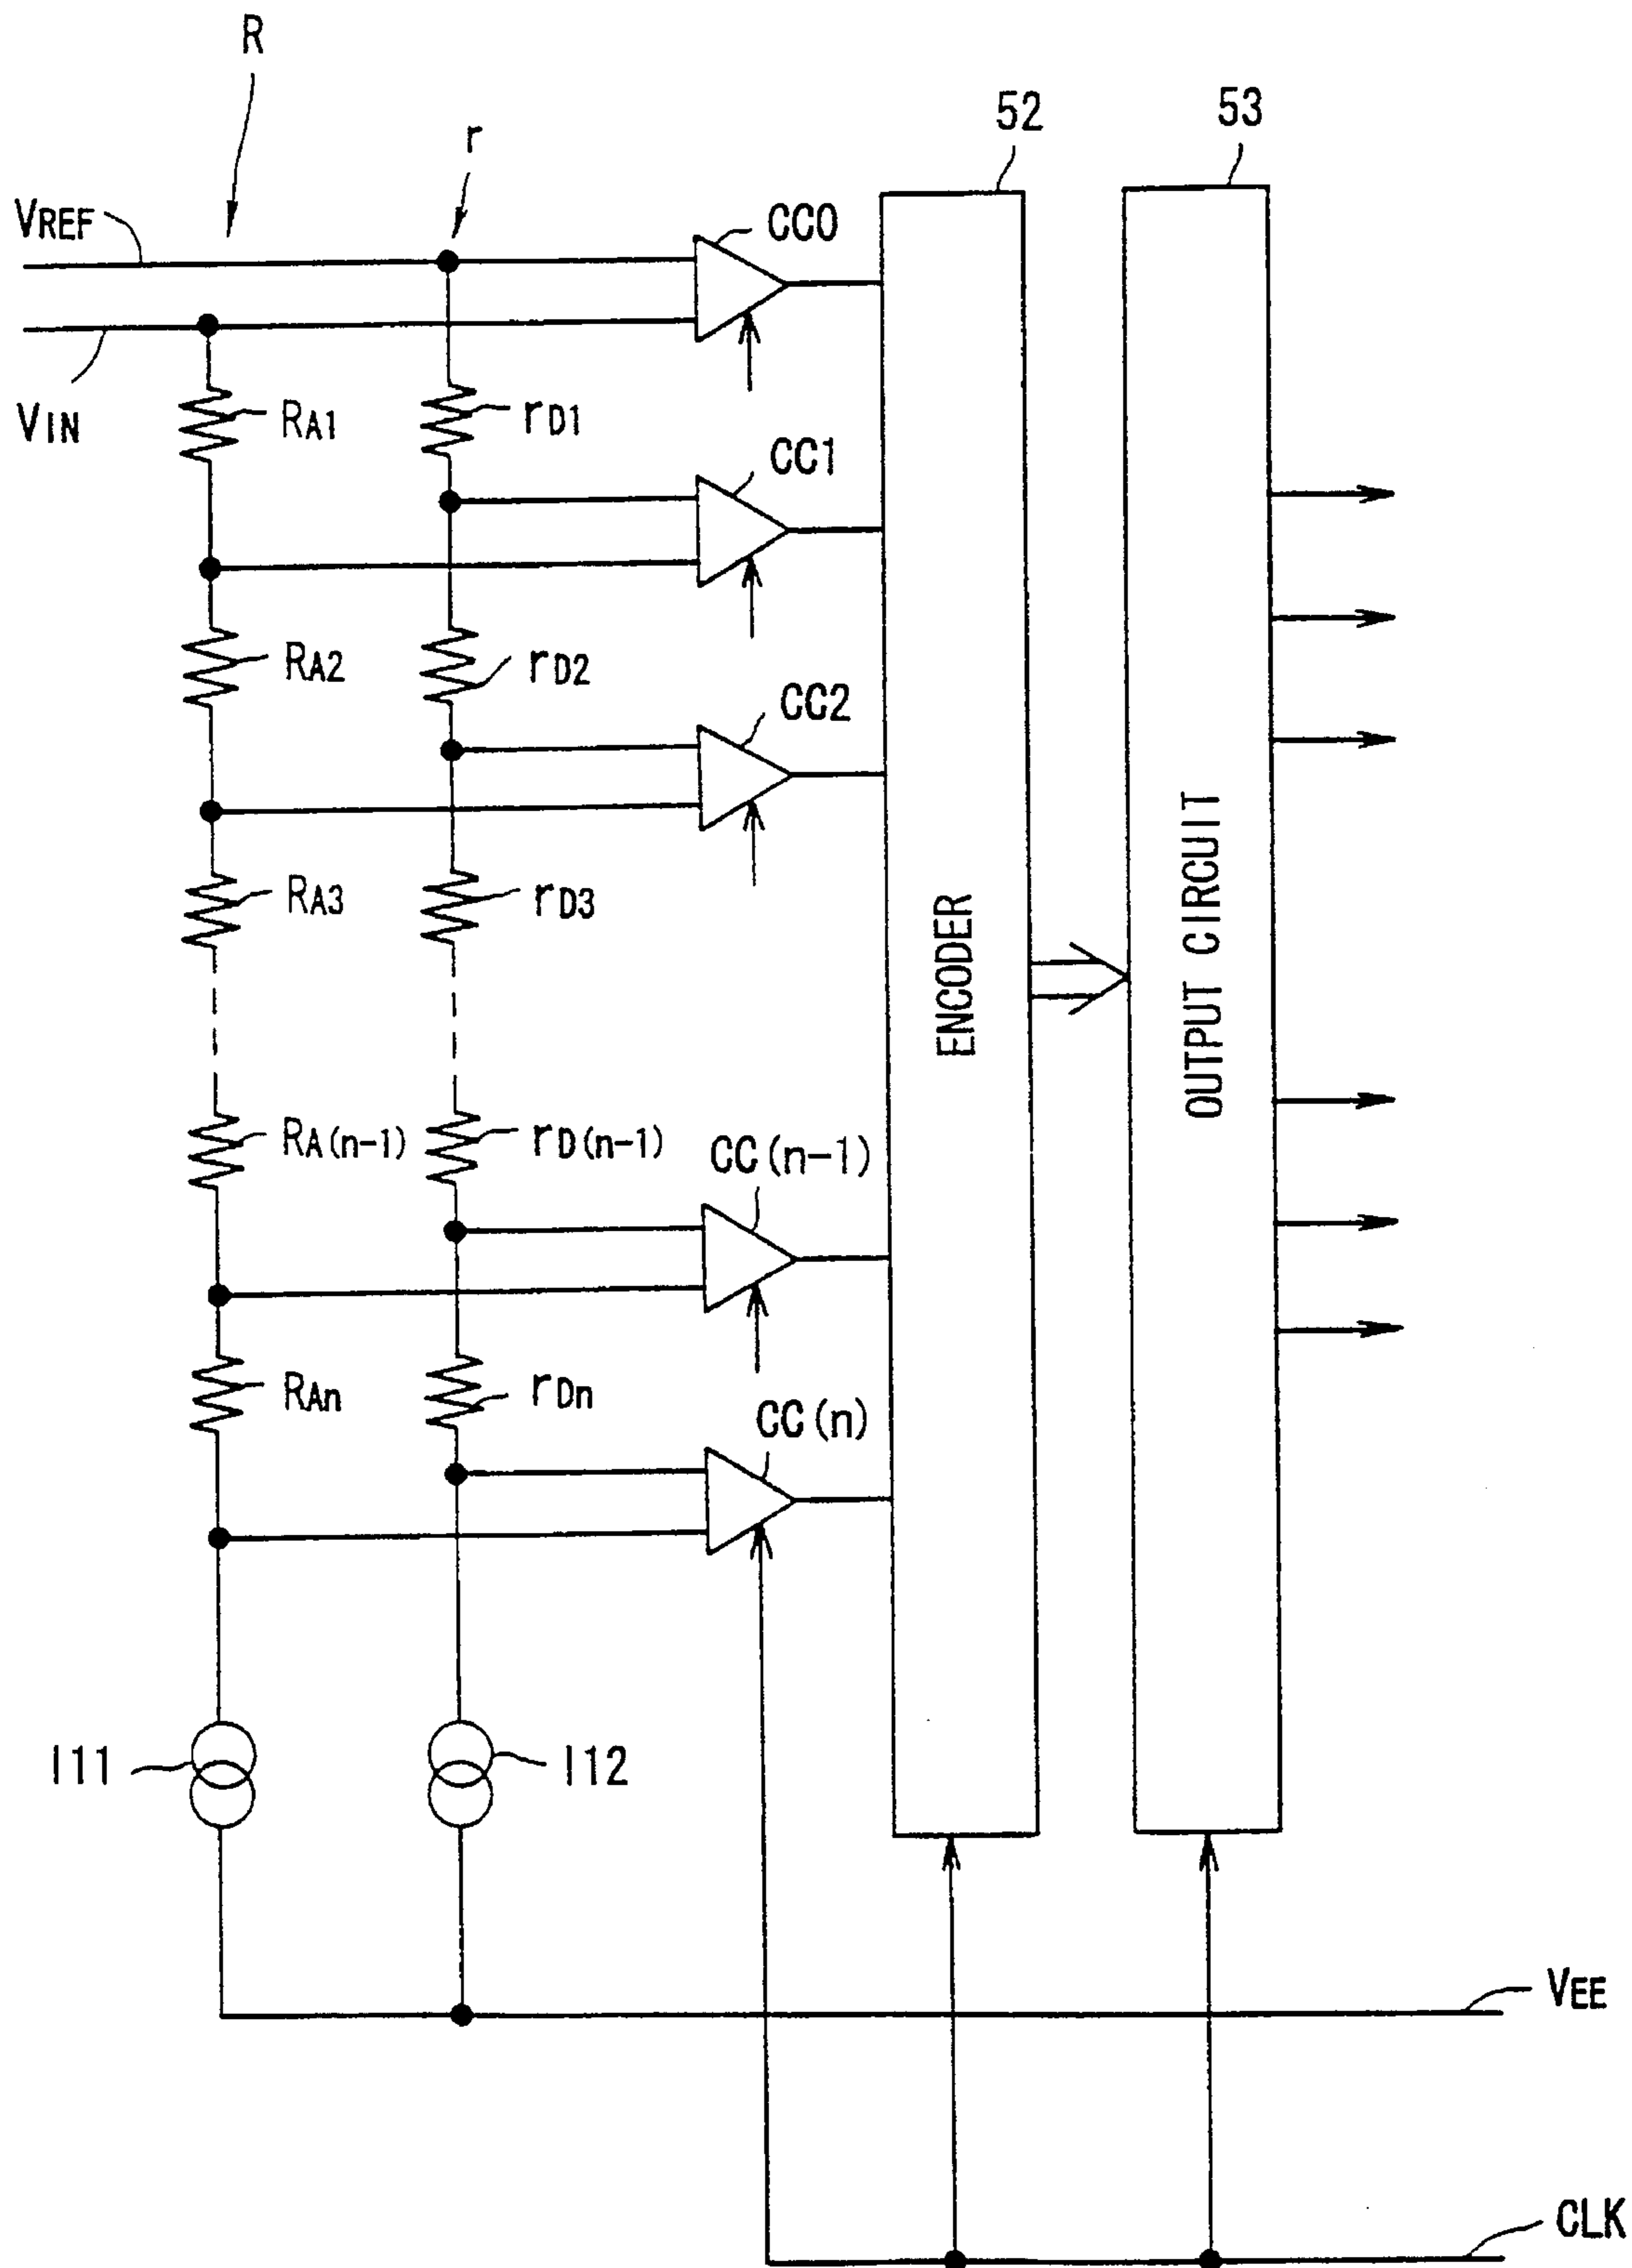 R
r
52
53
VREF
CC0
VIN
RA1
rD1
CC1
RA2
rD2
CC2
RA3
rD3
ENCODER
OUTPUT CIRCUIT
RA(n-1)
rD(n-1)
CC(n-1)
RAn
rDn
CC(n)
I11
I12
VEE
CLK